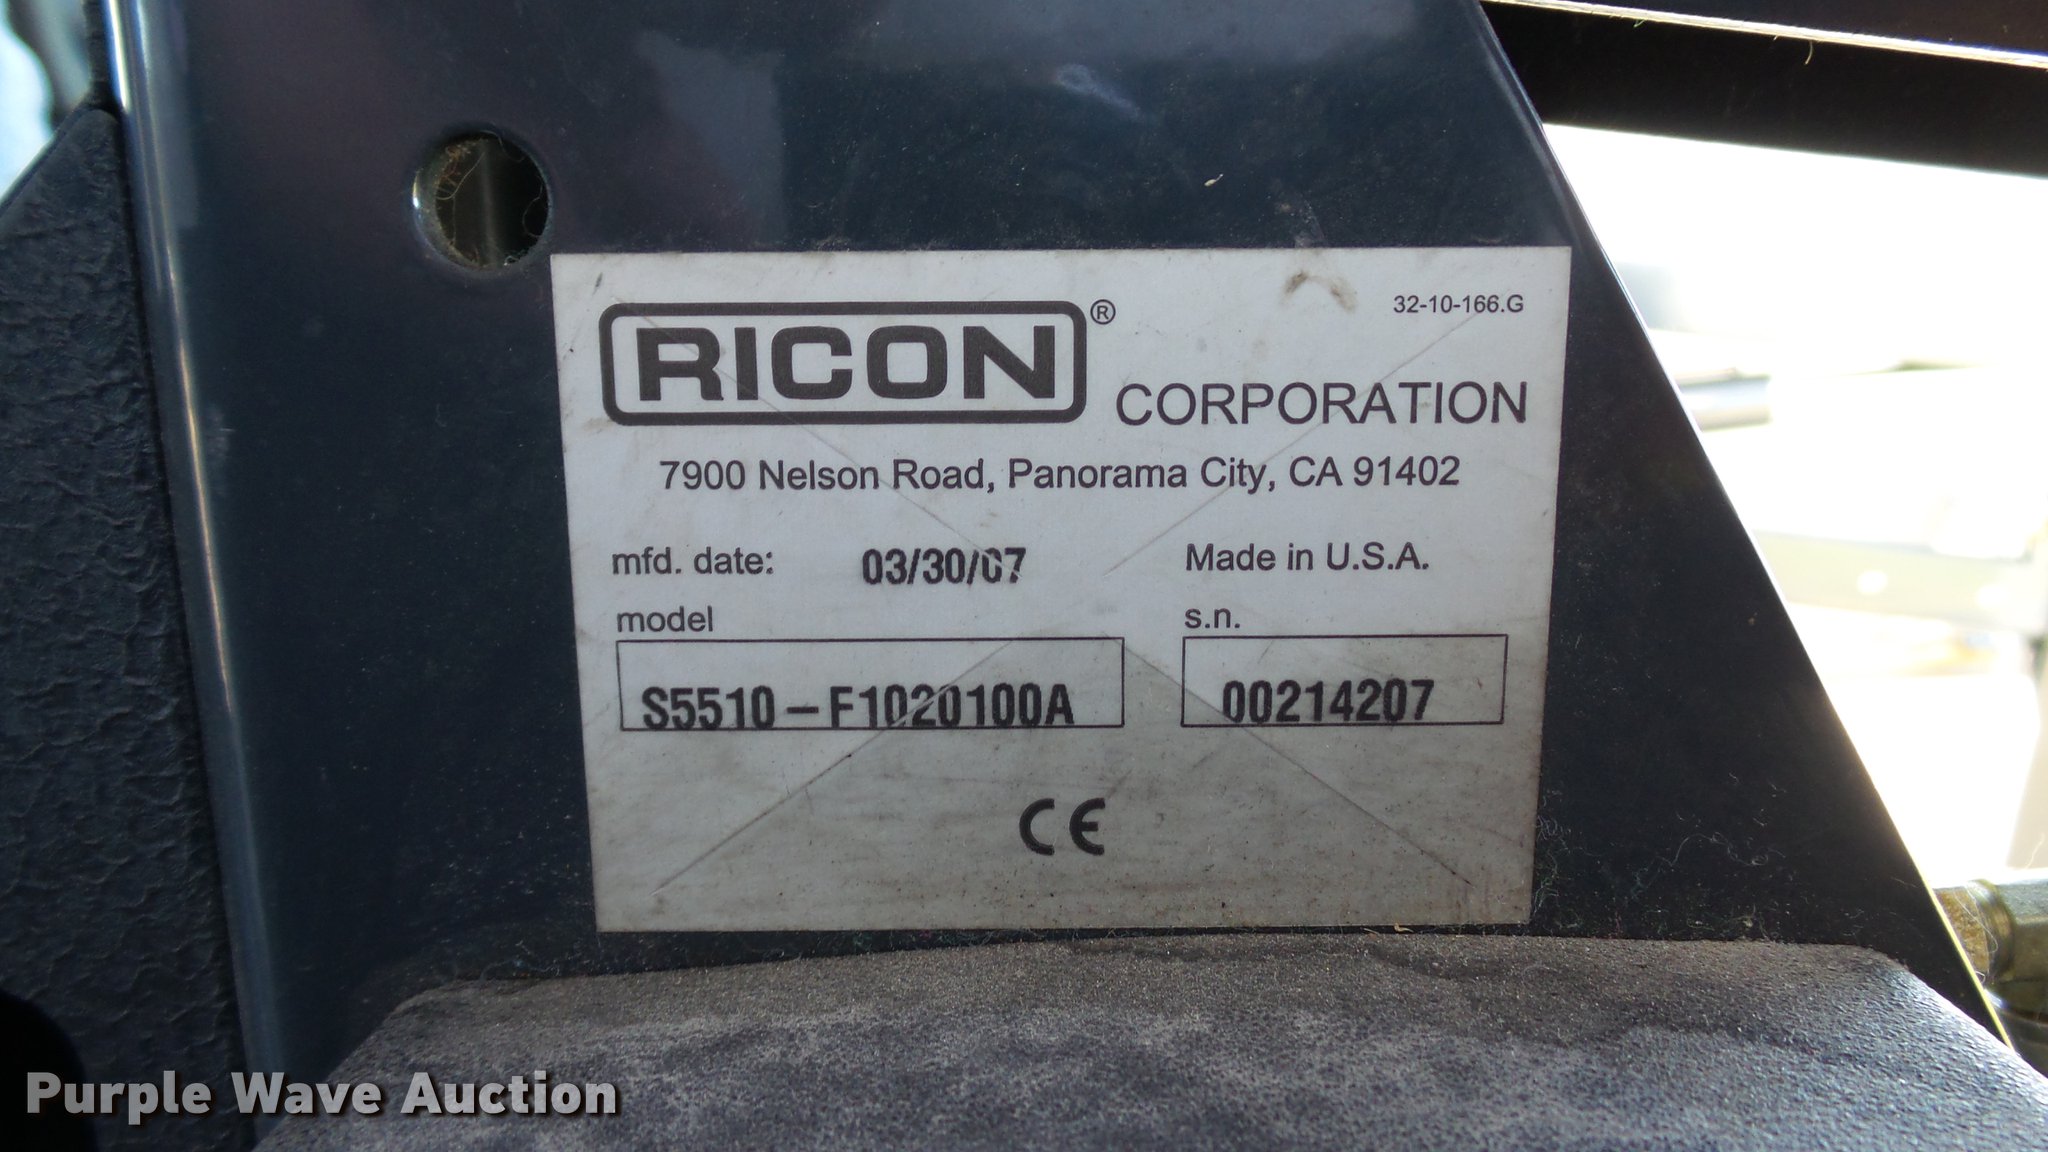 RICON ®
32-10-166.G
CORPORATION
7900 Nelson Road, Panorama City, CA 91402
mfd. date: 03/30/07 Made in U.S.A.
model s.n.
S5510-F1020100A 00214207
CE
Purple Wave Auction